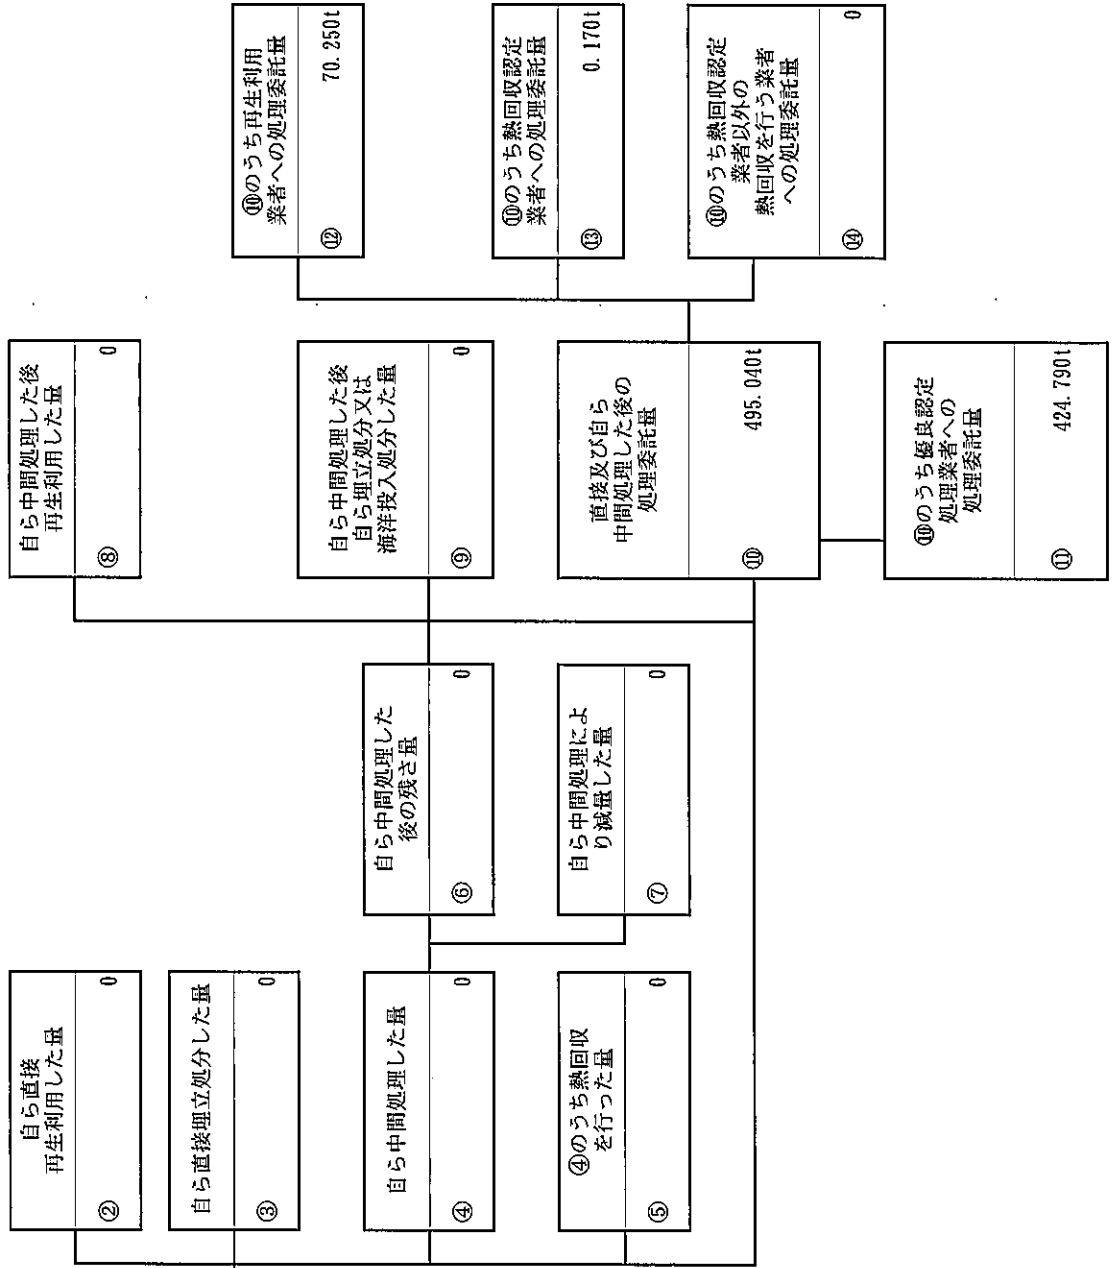 自ら直接
再生利用した量
② 0
自ら直接埋立処分した量
③ 0
自ら中間処理した量
④ 0
④のうち熱回収
を行った量
⑤ 0
自ら中間処理した
後の残さ量
⑥ 0
自ら中間処理によ
り減量した量
⑦ 0
自ら中間処理した後
再生利用した量
⑧ 0
自ら中間処理した後
自ら埋立処分又は
海洋投入処分した量
⑨ 0
直接及び自ら
中間処理した後の
処理委託量
⑩ 495.040t
⑩のうち優良認定
処理業者への
処理委託量
⑪ 424.790t
⑩のうち再生利用
業者への処理委託量
⑫ 70.250t
⑩のうち熱回収認定
業者への処理委託量
⑬ 0.170t
⑩のうち熱回収認定
業者以外の
熱回収を行う業者
への処理委託量
⑭ 0